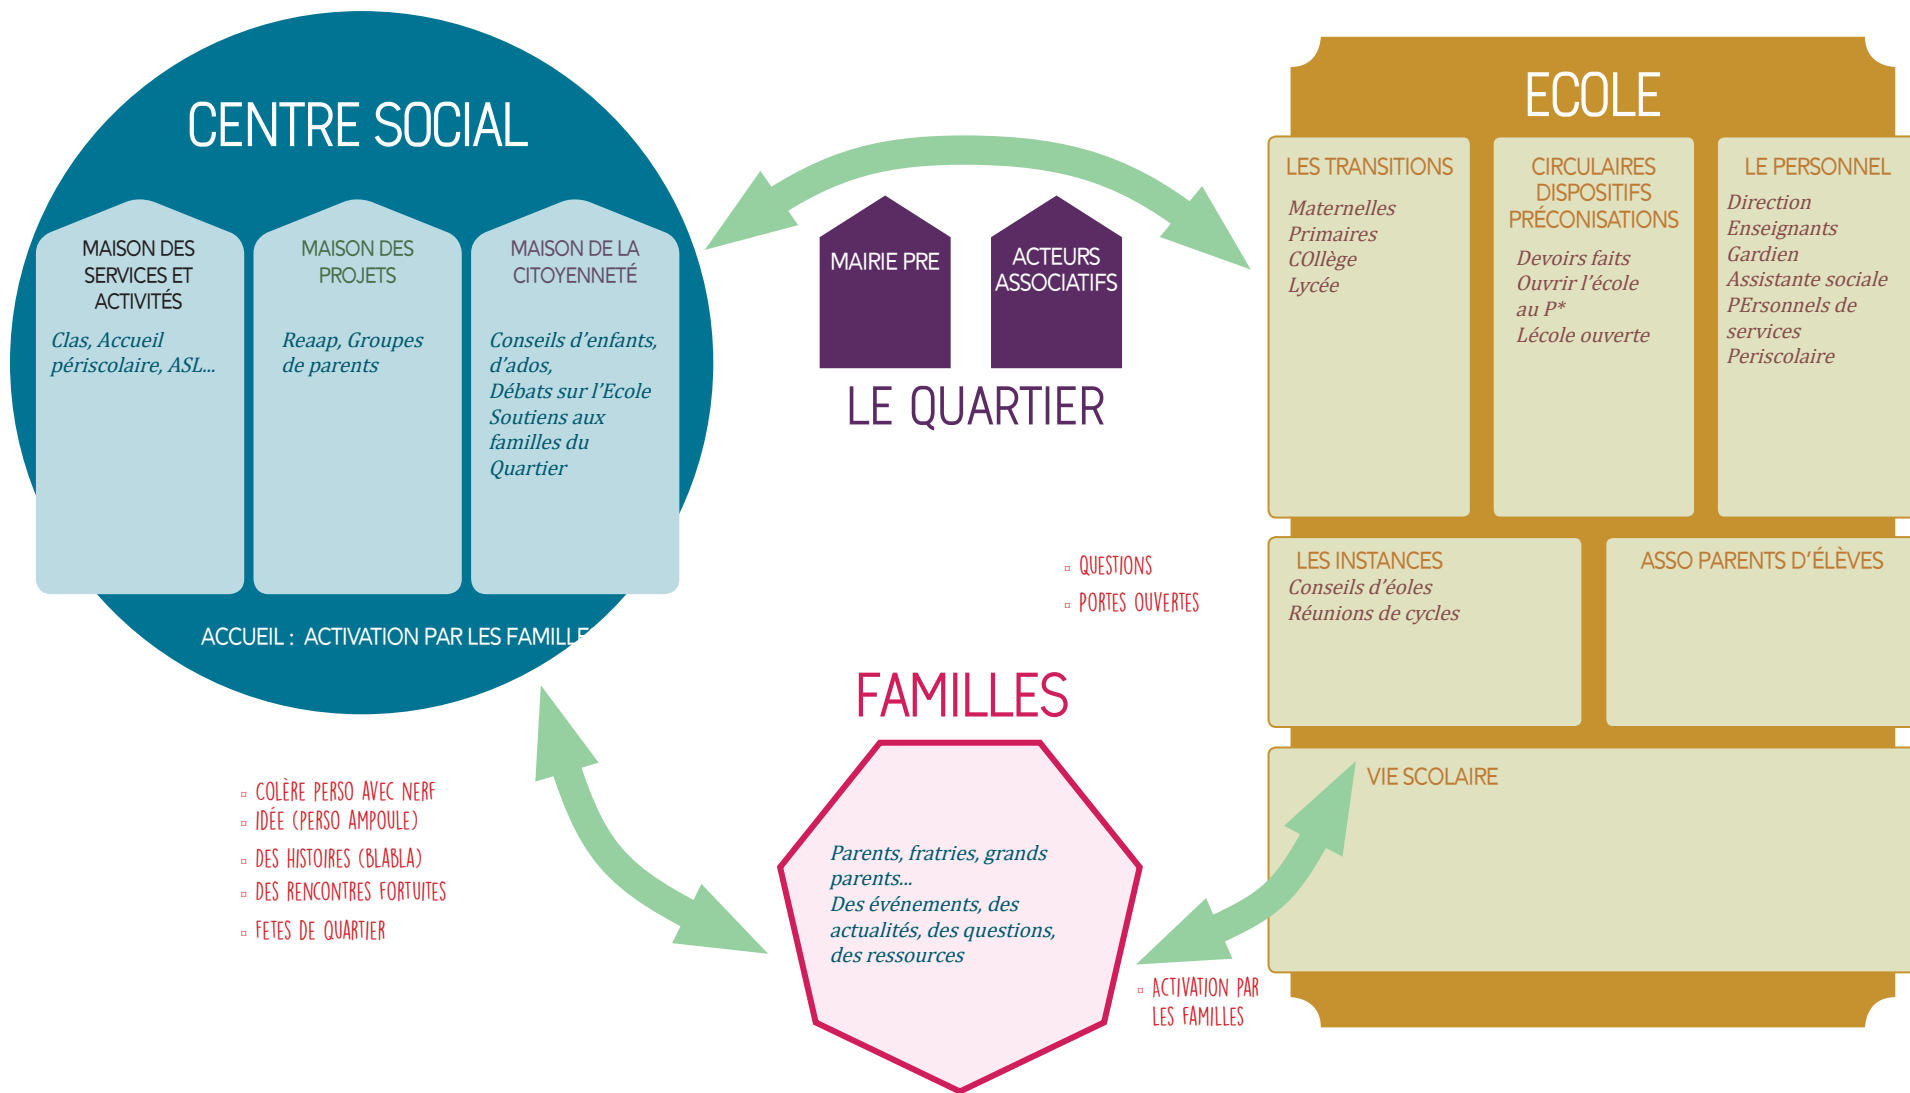 CENTRE SOCIAL
MAISON DES
SERVICES ET
ACTIVITÉS
Clas, Accueil
périscolaire, ASL...
MAISON DES
PROJETS
Reaap, Groupes
de parents
MAISON DE LA
CITOYENNETÉ
Conseils d'enfants,
d'ados,
Débats sur l'Ecole
Soutiens aux
familles du
Quartier
ACCUEIL : ACTIVATION PAR LES FAMILLE
MAIRIE PRE
ACTEURS
ASSOCIATIFS
LE QUARTIER
ECOLE
LES TRANSITIONS
Maternelles
Primaires
COllège
Lycée
CIRCULAIRES
DISPOSITIFS
PRÉCONISATIONS
Devoirs faits
Ouvrir l'école
au P*
Lécole ouverte
LE PERSONNEL
Direction
Enseignants
Gardien
Assistante sociale
PErsonnels de
services
Periscolaire
LES INSTANCES
Conseils d'éoles
Réunions de cycles
ASSO PARENTS D'ÉLÈVES
VIE SCOLAIRE
QUESTIONS
PORTES OUVERTES
FAMILLES
Parents, fratries, grands
parents...
Des événements, des
actualités, des questions,
des ressources
COLÈRE PERSO AVEC NERF
IDÉE (PERSO AMPOULE)
DES HISTOIRES (BLABLA)
DES RENCONTRES FORTUITES
FETES DE QUARTIER
ACTIVATION PAR
LES FAMILLES